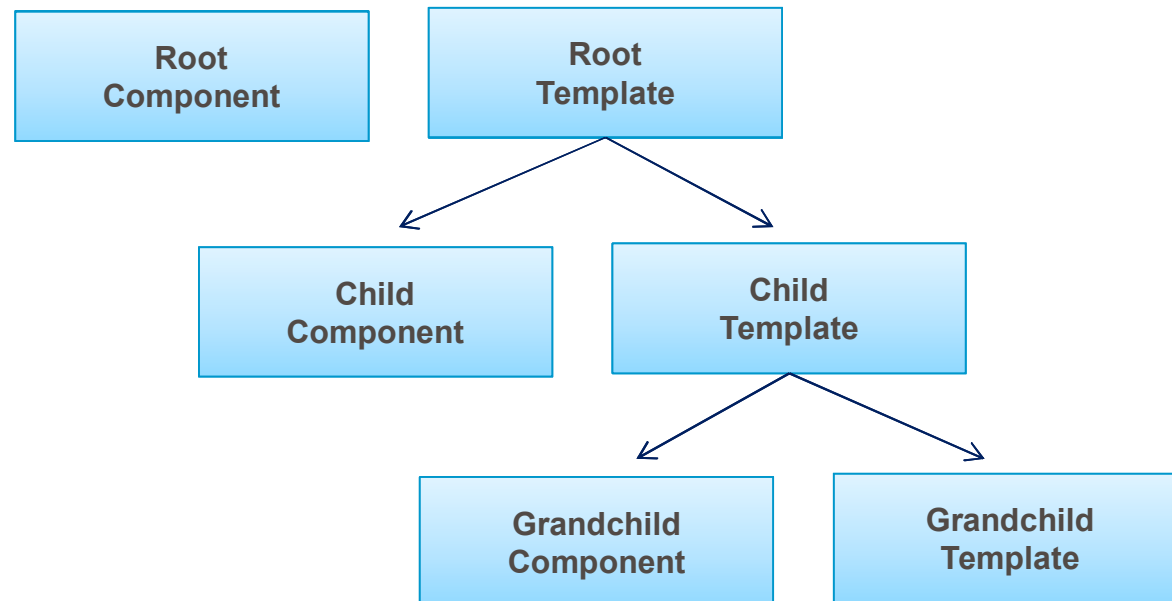 Root
Component
Root
Template
Child
Component
Child
Template
Grandchild
Component
Grandchild
Template